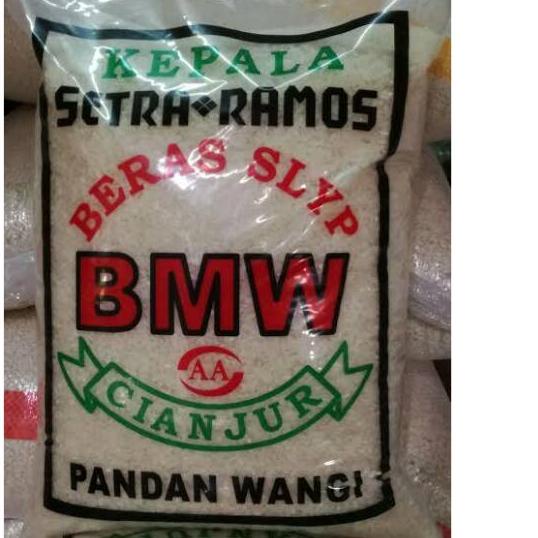 KEPALA
SETRA❖RAMOS
BERAS SLYP
BMW
AA
CIANJUR
PANDAN WANGI